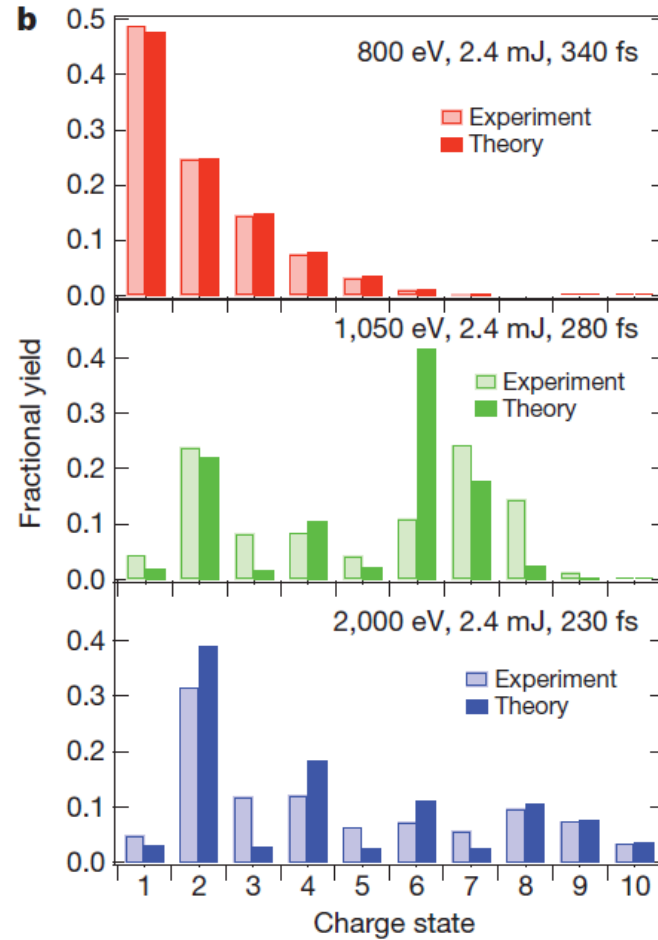 b
800 eV, 2.4 mJ, 340 fs
Experiment
Theory
0.5
0.4
0.3
0.2
0.1
0.0
1,050 eV, 2.4 mJ, 280 fs
Experiment
Theory
0.4
0.3
0.2
0.1
0.0
Fractional yield
2,000 eV, 2.4 mJ, 230 fs
Experiment
Theory
0.4
0.3
0.2
0.1
0.0
1 2 3 4 5 6 7 8 9 10
Charge state